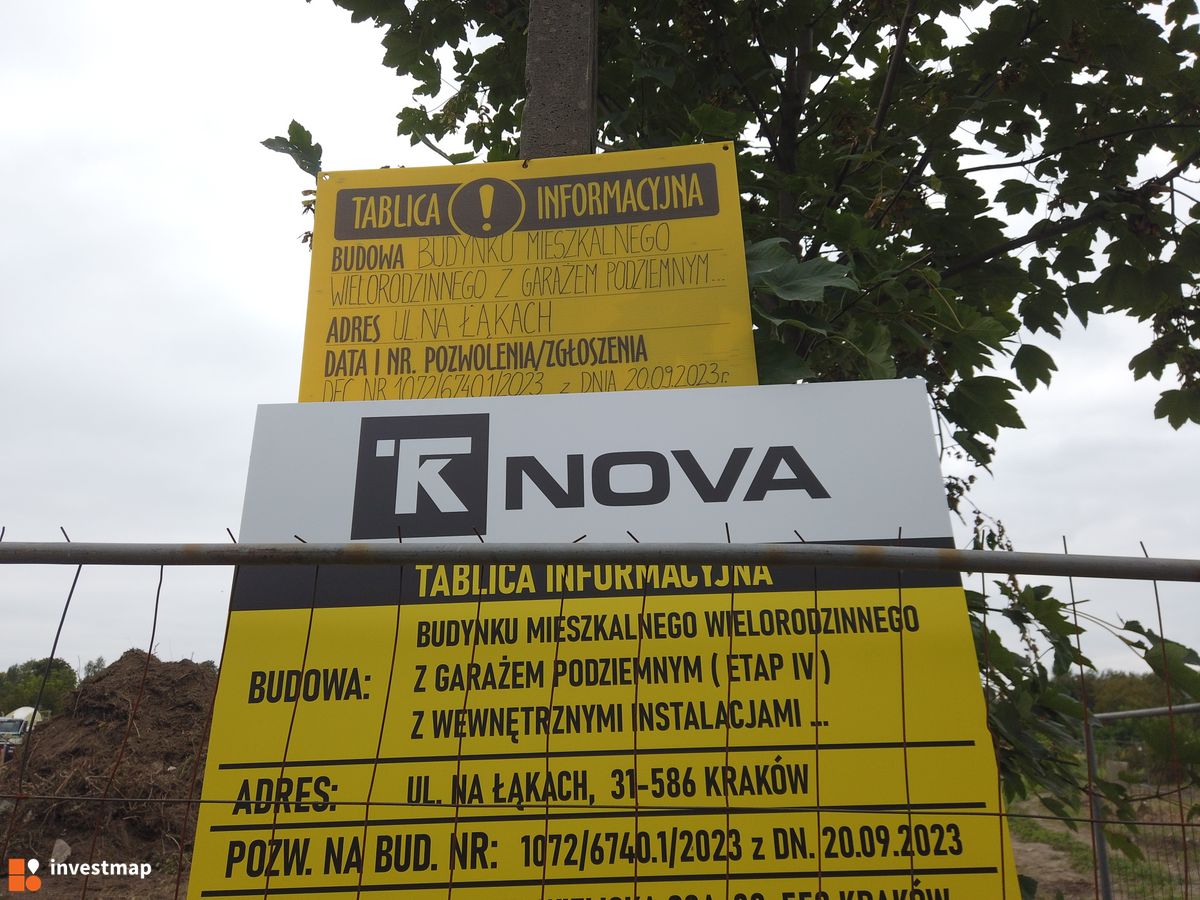 TABLICA ! INFORMACYJNA
BUDOWA BUDYNKU MIESZKALNEGO
WIELORODZINNEGO Z GARAŻEM PODZIEMNYM...
ADRES UL. NA ŁĄKACH
DATA I NR. POZWOLENIA/ZGŁOSZENIA
DEC NR 1072/6740.1/2023 z DNIA 20.09.2023r.
TK NOVA
TABLICA INFORMACYJNA
BUDOWA: BUDYNKU MIESZKALNEGO WIELORODZINNEGO
Z GARAŻEM PODZIEMNYM ( ETAP IV )
Z WEWNĘTRZNYMI INSTALACJAMI ...
ADRES: UL. NA ŁĄKACH, 31-586 KRAKÓW
POZW. NA BUD. NR: 1072/6740.1/2023 z DN. 20.09.2023
KRAKÓW
investmap